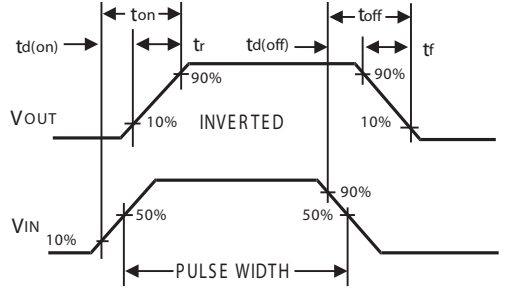 ton
toff
td(on)
tr
td(off)
tf
90%
90%
VOUT
10%
INVERTED
10%
90%
VIN
50%
50%
10%
PULSE WIDTH